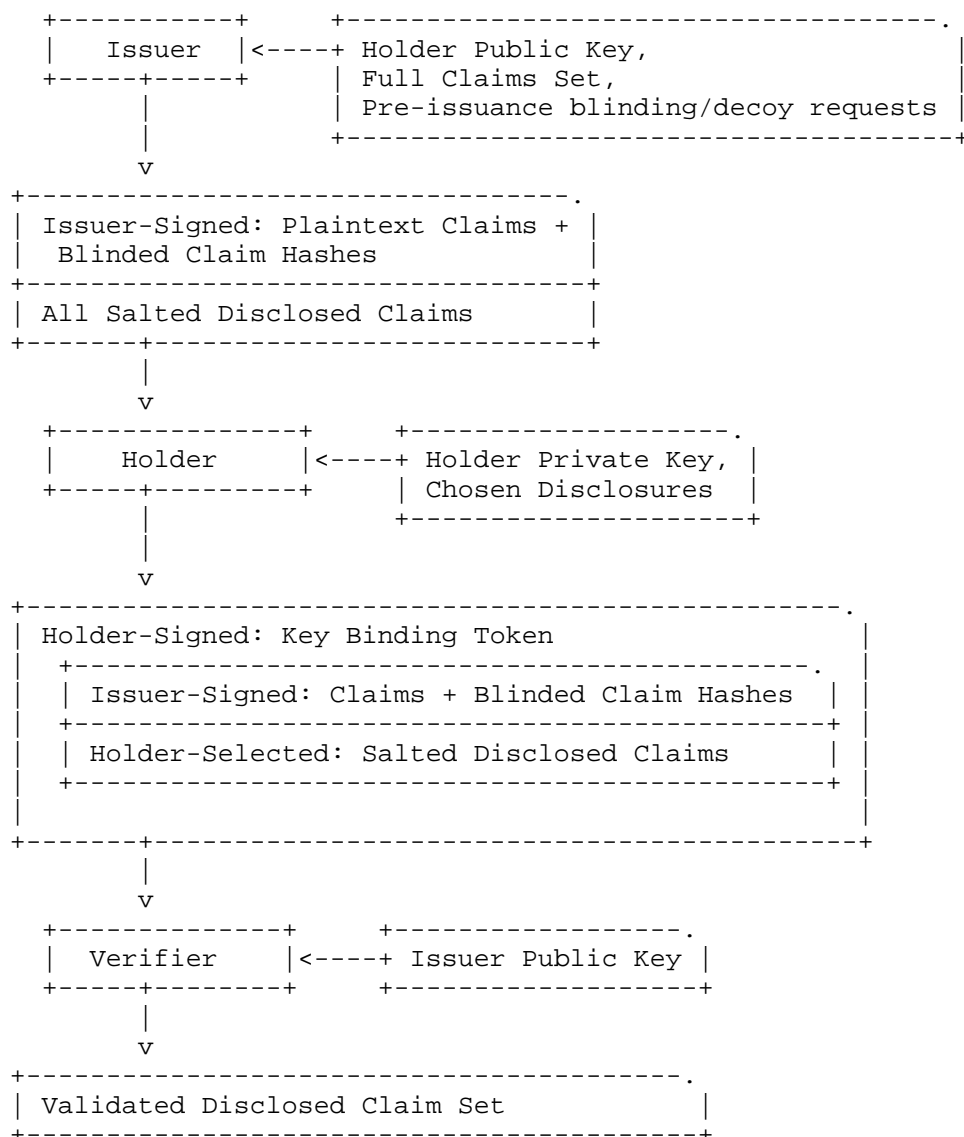 Issuer
Holder Public Key,
Full Claims Set,
Pre-issuance blinding/decoy requests
v
Issuer-Signed: Plaintext Claims +
Blinded Claim Hashes
All Salted Disclosed Claims
v
Holder
Holder Private Key,
Chosen Disclosures
v
Holder-Signed: Key Binding Token
Issuer-Signed: Claims + Blinded Claim Hashes
Holder-Selected: Salted Disclosed Claims
v
Verifier
Issuer Public Key
v
Validated Disclosed Claim Set